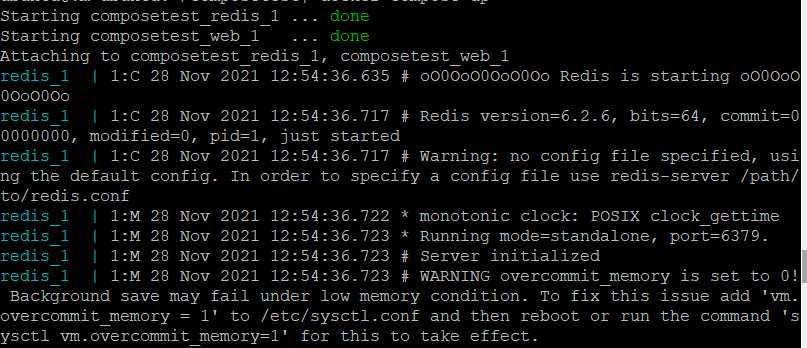 Starting composetest_redis_1 ... done
Starting composetest_web_1   ... done
Attaching to composetest_redis_1, composetest_web_1
redis_1  | 1:C 28 Nov 2021 12:54:36.635 # oO0OoO0OoO0Oo Redis is starting oO0OoO
0OoO0Oo
redis_1  | 1:C 28 Nov 2021 12:54:36.717 # Redis version=6.2.6, bits=64, commit=0
0000000, modified=0, pid=1, just started
redis_1  | 1:C 28 Nov 2021 12:54:36.717 # Warning: no config file specified, usi
ng the default config. In order to specify a config file use redis-server /path/
to/redis.conf
redis_1  | 1:M 28 Nov 2021 12:54:36.722 * monotonic clock: POSIX clock_gettime
redis_1  | 1:M 28 Nov 2021 12:54:36.723 * Running mode=standalone, port=6379.
redis_1  | 1:M 28 Nov 2021 12:54:36.723 # Server initialized
redis_1  | 1:M 28 Nov 2021 12:54:36.723 # WARNING overcommit_memory is set to 0!
 Background save may fail under low memory condition. To fix this issue add 'vm.
overcommit_memory = 1' to /etc/sysctl.conf and then reboot or run the command 's
ysctl vm.overcommit_memory=1' for this to take effect.